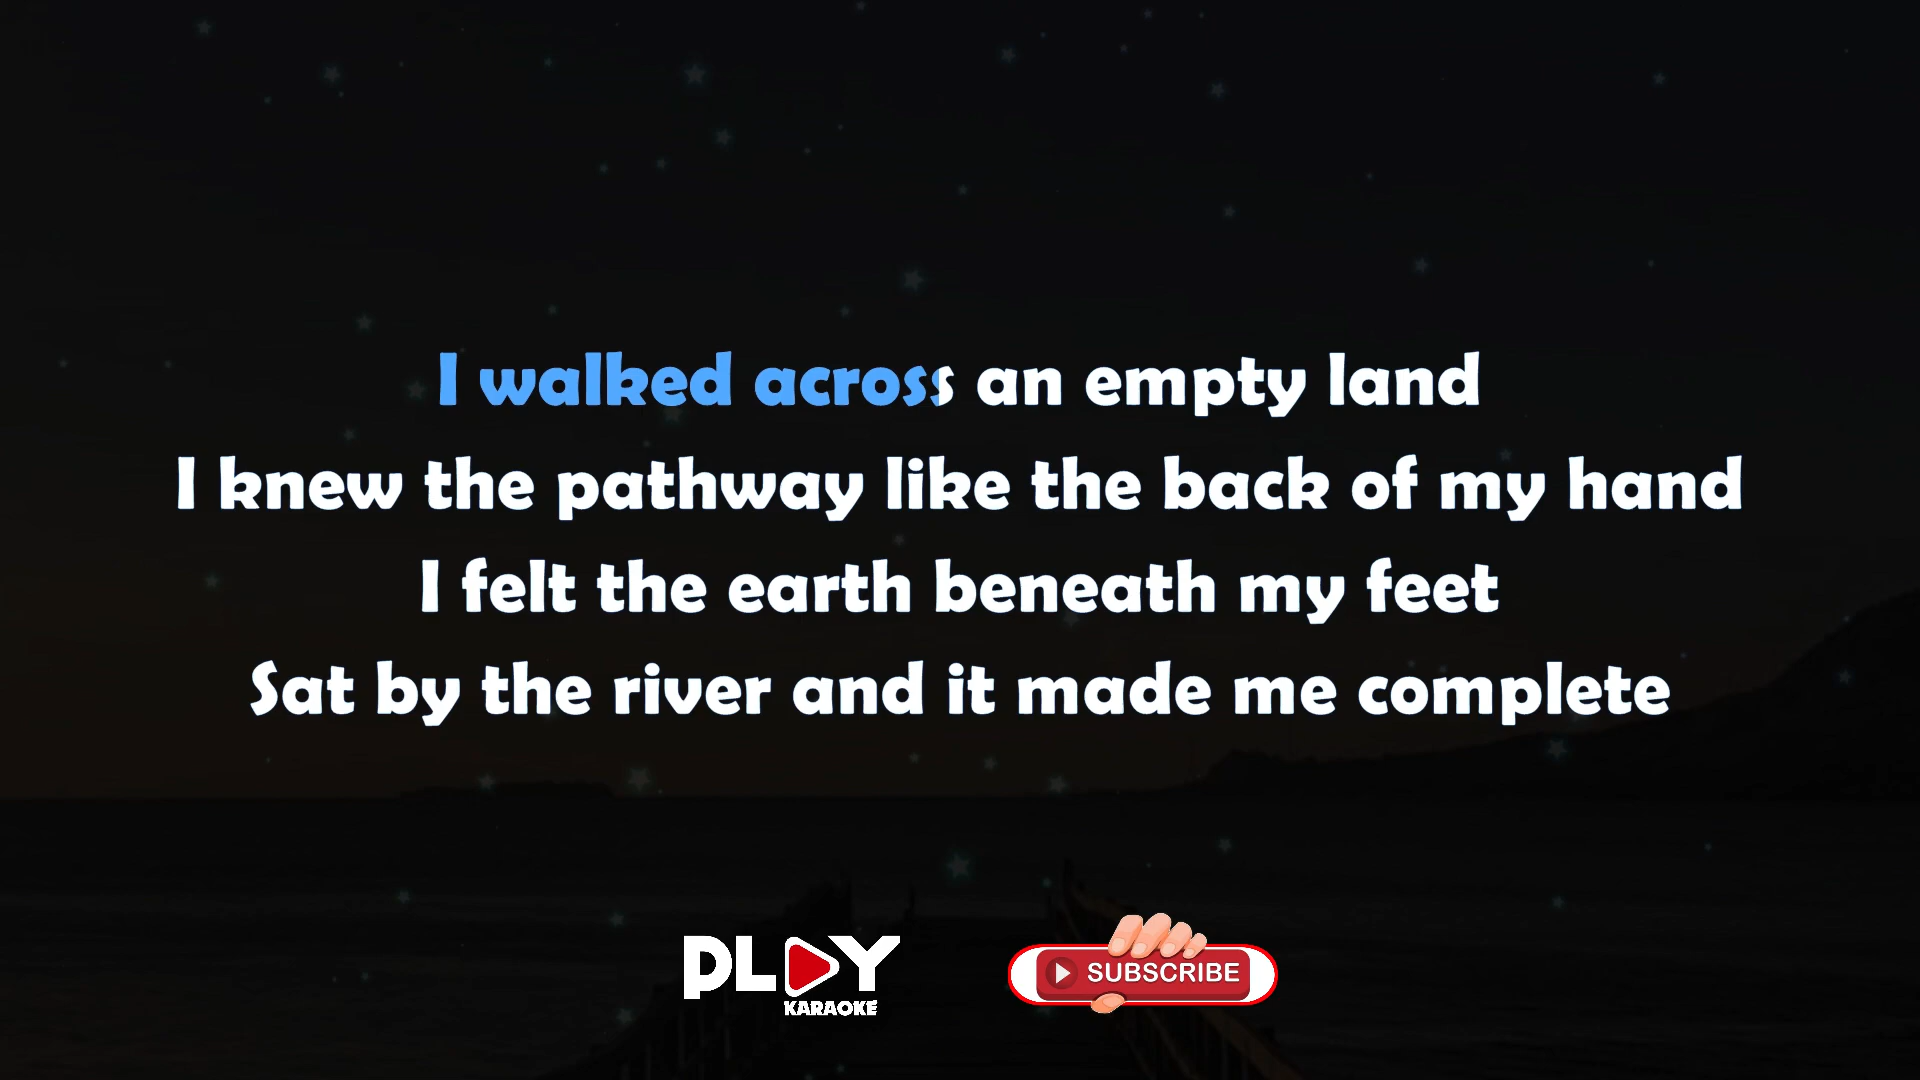 I walked across an empty land
I knew the pathway like the back of my hand
I felt the earth beneath my feet
Sat by the river and it made me complete
PLAY
KARAOKE
SUBSCRIBE